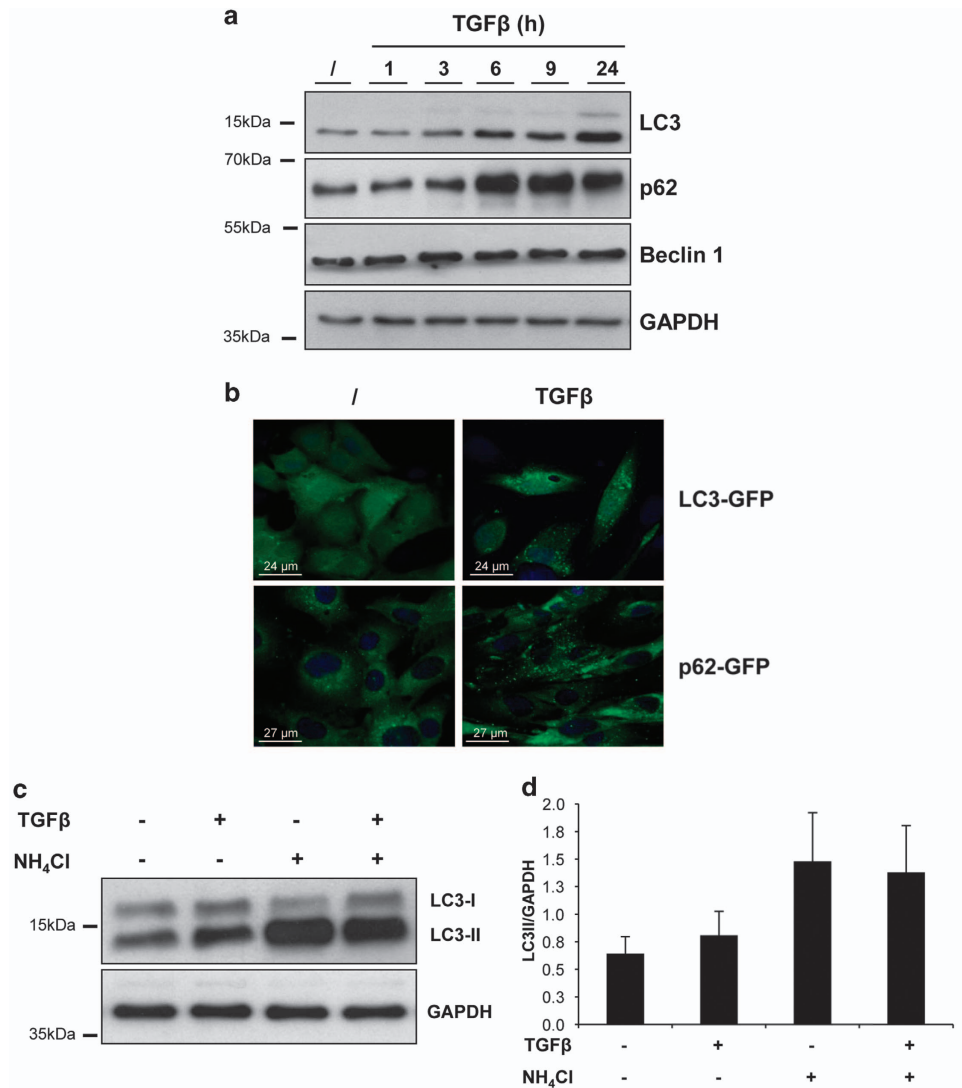 a
TGFβ (h)
/ 1 3 6 9 24
15kDa
LC3
70kDa
p62
55kDa
Beclin 1
GAPDH
35kDa
b
/ TGFβ
LC3-GFP
24 µm 24 µm
p62-GFP
27 µm 27 µm
c
TGFβ - + - +
NH₄Cl - - + +
LC3-I
15kDa
LC3-II
GAPDH
35kDa
d
LC3II/GAPDH
2.0
1.8
1.5
1.3
1.0
0.8
0.5
0.3
0.0
TGFβ - + - +
NH₄Cl - - + +